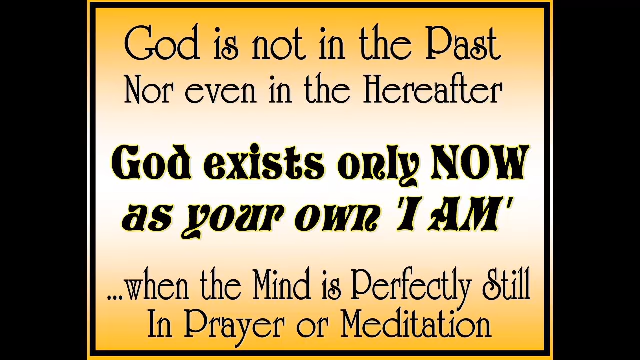 God is not in the Past
Nor even in the Hereafter
God exists only NOW
as your own 'I AM'
...when the Mind is Perfectly Still
In Prayer or Meditation